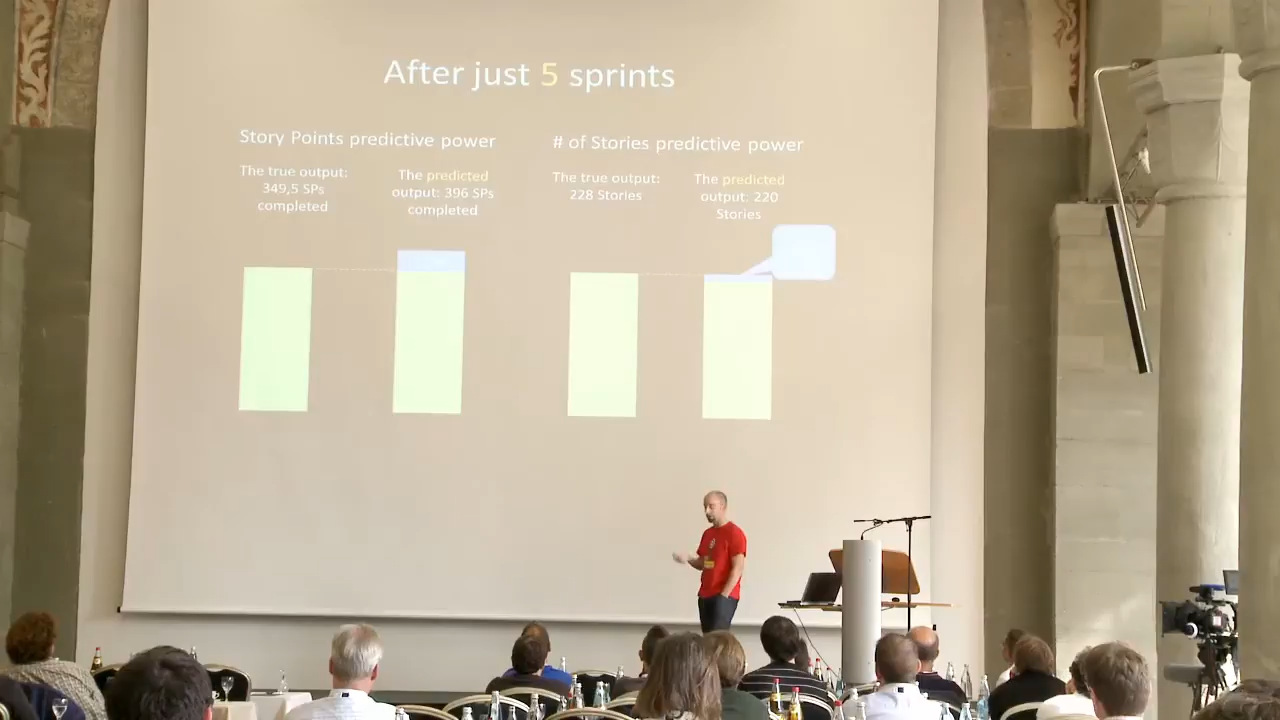 After just 5 sprints
Story Points predictive power
The true output:
349,5 SPs
completed
The predicted
output: 396 SPs
completed
# of Stories predictive power
The true output:
228 Stories
The predicted
output: 220
Stories